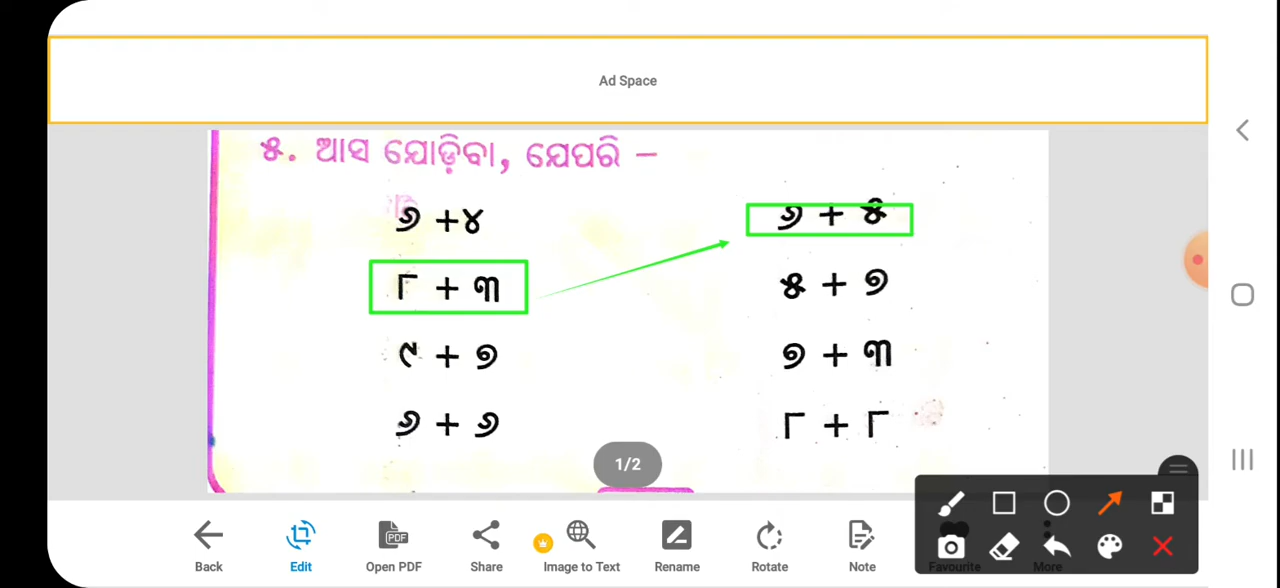 Ad Space
୫. ଆସ ଯୋଡ଼ିବା, ଯେପରି –
୬ +୪
୬ + ୫
୮ + ୩
୫ + ୭
୯ + ୭
୭ + ୩
୬ + ୬
୮ + ୮
1/2
Back
Edit
PDF
Open PDF
Share
Image to Text
Rename
Rotate
Note
Favourite
More